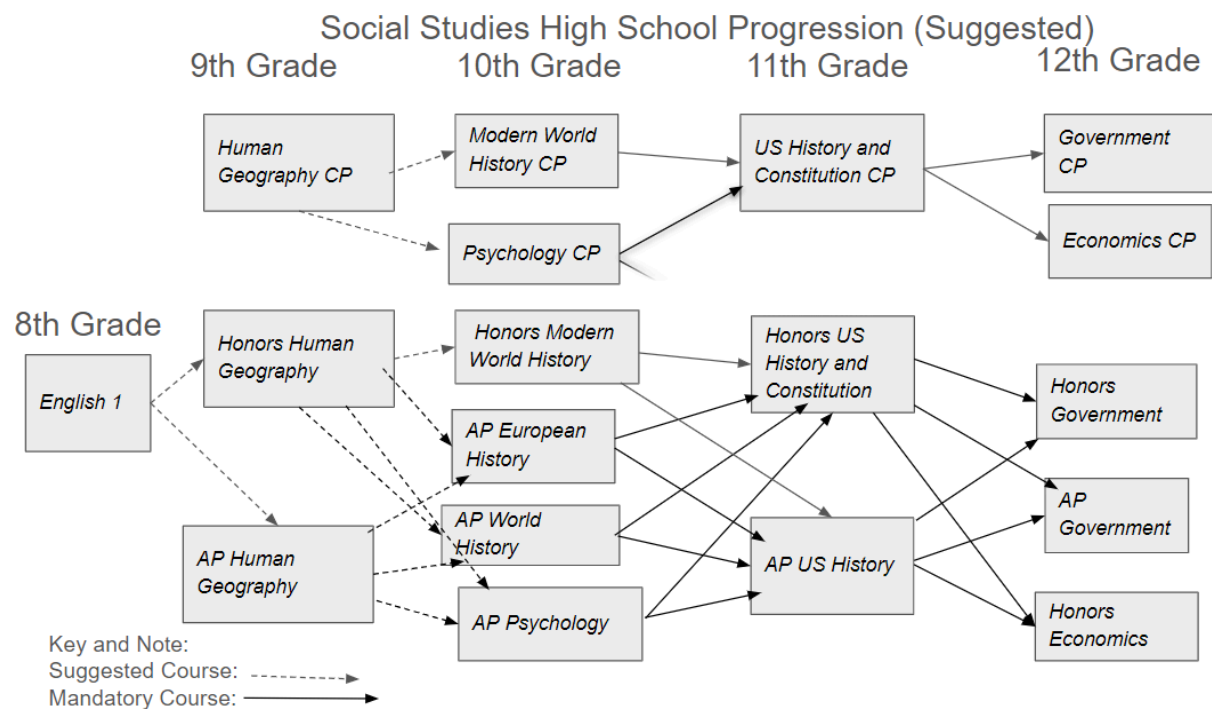 Social Studies High School Progression (Suggested)
9th Grade
10th Grade
11th Grade
12th Grade
Human
Geography CP
Modern World
History CP
US History and
Constitution CP
Government
CP
Psychology CP
Economics CP
8th Grade
English 1
Honors Human
Geography
Honors Modern
World History
Honors US
History and
Constitution
Honors
Government
AP European
History
AP World
History
AP
Government
AP Human
Geography
AP US History
AP Psychology
Honors
Economics
Key and Note:
Suggested Course:
Mandatory Course: